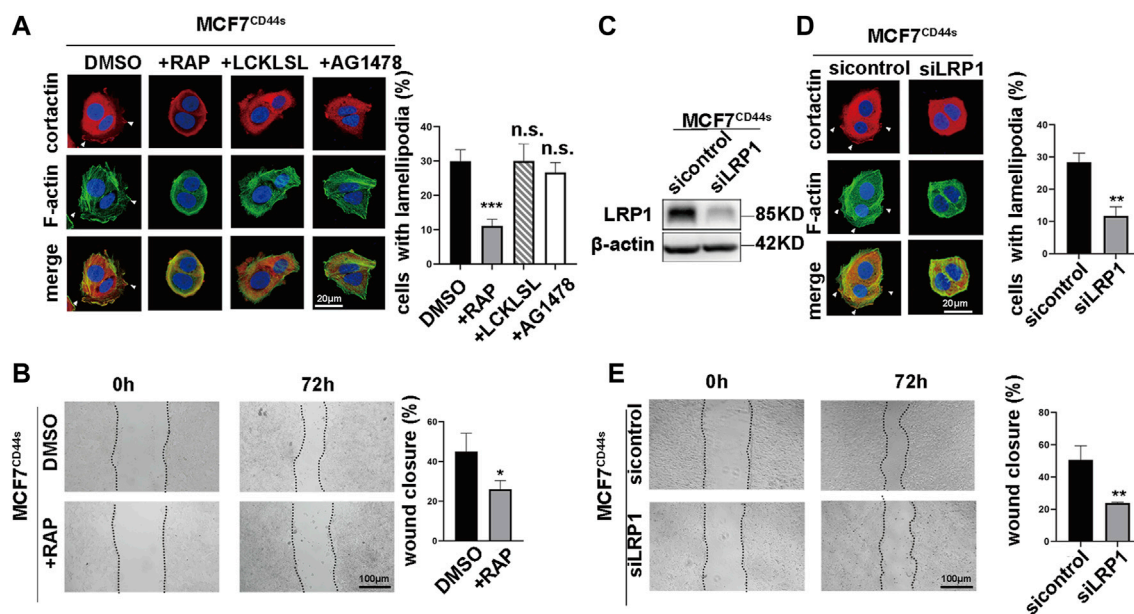 A
MCF7CD44s
DMSO +RAP +LCKLSL +AG1478
cortactin
F-actin
merge
20μm
cells with lamellipodia (%)
40
30
20
10
0
***
n.s.
n.s.
DMSO
+RAP
+LCKLSL
+AG1478
B
0h 72h
MCF7CD44s
DMSO
+RAP
100μm
wound closure (%)
60
40
20
0
*
DMSO
+RAP
C
MCF7CD44s
sicontrol
siLRP1
LRP1 85KD
β-actin 42KD
D
MCF7CD44s
sicontrol siLRP1
cortactin
F-actin
merge
20μm
cells with lamellipodia (%)
40
30
20
10
0
**
sicontrol
siLRP1
E
0h 72h
MCF7CD44s
sicontrol
siLRP1
100μm
wound closure (%)
80
60
40
20
0
**
sicontrol
siLRP1